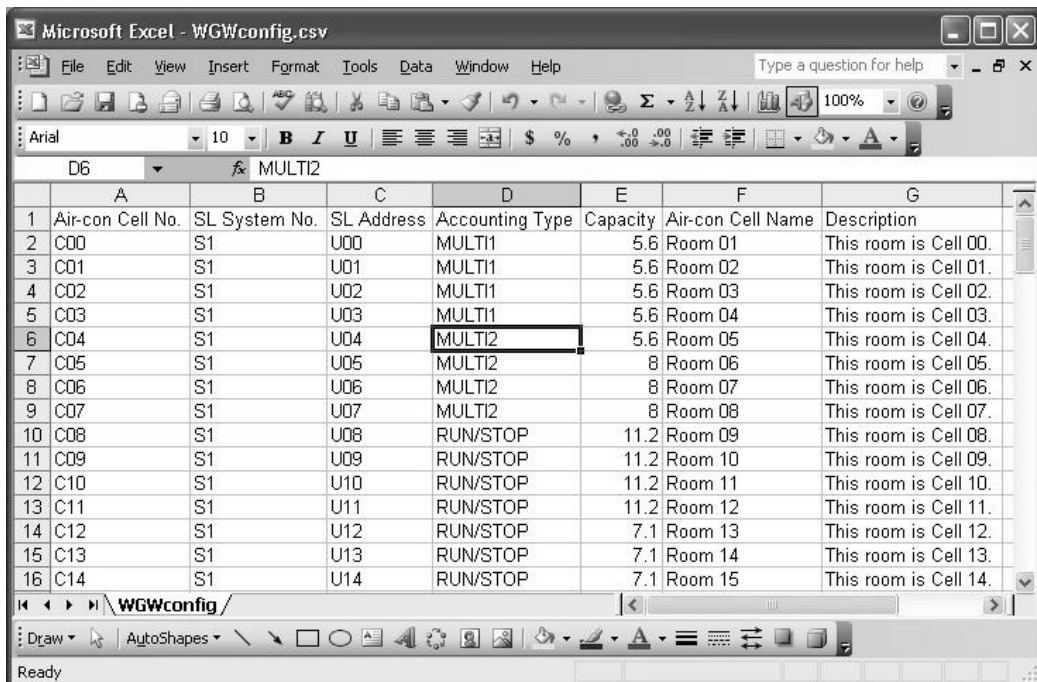 Microsoft Excel - WGWconfig.csv
File Edit View Insert Format Tools Data Window Help Type a question for help
ABC Σ A Z Z A 100%
Arial 10 B I U $ % , A
D6 fx MULTI2
A B C D E F G
1 Air-con Cell No. SL System No. SL Address Accounting Type Capacity Air-con Cell Name Description
2 C00 S1 U00 MULTI1 5.6 Room 01 This room is Cell 00.
3 C01 S1 U01 MULTI1 5.6 Room 02 This room is Cell 01.
4 C02 S1 U02 MULTI1 5.6 Room 03 This room is Cell 02.
5 C03 S1 U03 MULTI1 5.6 Room 04 This room is Cell 03.
6 C04 S1 U04 MULTI2 5.6 Room 05 This room is Cell 04.
7 C05 S1 U05 MULTI2 8 Room 06 This room is Cell 05.
8 C06 S1 U06 MULTI2 8 Room 07 This room is Cell 06.
9 C07 S1 U07 MULTI2 8 Room 08 This room is Cell 07.
10 C08 S1 U08 RUN/STOP 11.2 Room 09 This room is Cell 08.
11 C09 S1 U09 RUN/STOP 11.2 Room 10 This room is Cell 09.
12 C10 S1 U10 RUN/STOP 11.2 Room 11 This room is Cell 10.
13 C11 S1 U11 RUN/STOP 11.2 Room 12 This room is Cell 11.
14 C12 S1 U12 RUN/STOP 7.1 Room 13 This room is Cell 12.
15 C13 S1 U13 RUN/STOP 7.1 Room 14 This room is Cell 13.
16 C14 S1 U14 RUN/STOP 7.1 Room 15 This room is Cell 14.
WGWconfig
Draw AutoShapes A A
Ready